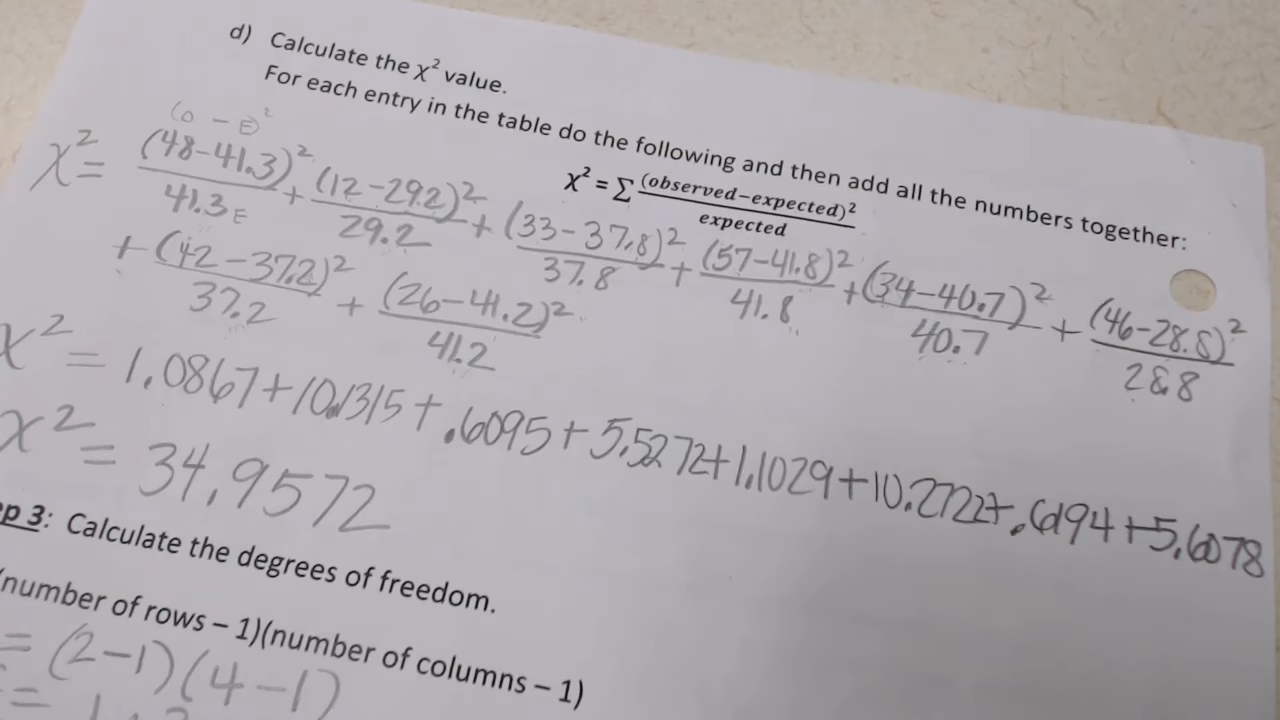 d) Calculate the χ² value.
For each entry in the table do the following and then add all the numbers together:
χ² = Σ (observed−expected)² / expected
(O − E)²
χ² = (48−41.3)² / 41.3 E + (12−29.2)² / 29.2 + (33−37.8)² / 37.8 + (57−41.8)² / 41.8 + (34−40.7)² / 40.7 + (46−28.8)² / 28.8
+ (42−37.2)² / 37.2 + (26−41.2)² / 41.2
χ² = 1.0867+10.1315+.6095+5.5272+1.1029+10.2722+.6194+5.6078
χ² = 34.9572
p 3: Calculate the degrees of freedom.
(number of rows – 1)(number of columns – 1)
= (2−1)(4−1)
=